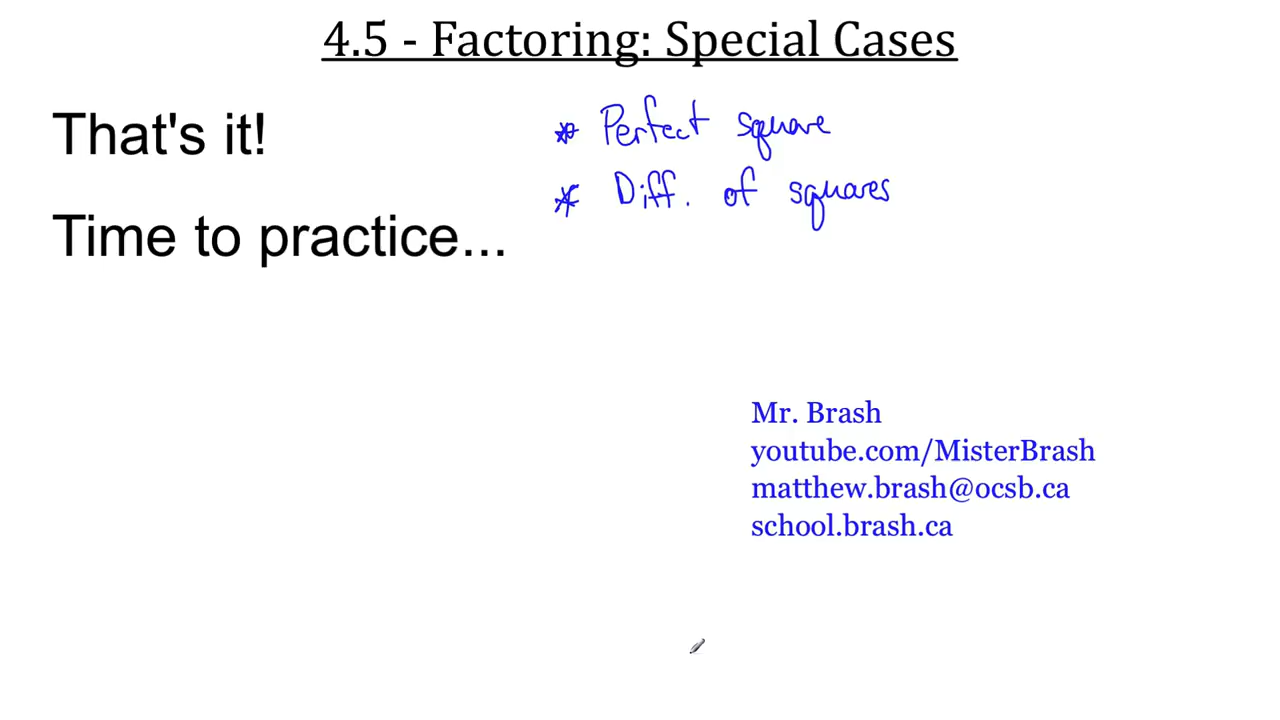 4.5 - Factoring: Special Cases
That's it!
* Perfect square
* Diff. of squares
Time to practice...
Mr. Brash
youtube.com/MisterBrash
matthew.brash@ocsb.ca
school.brash.ca